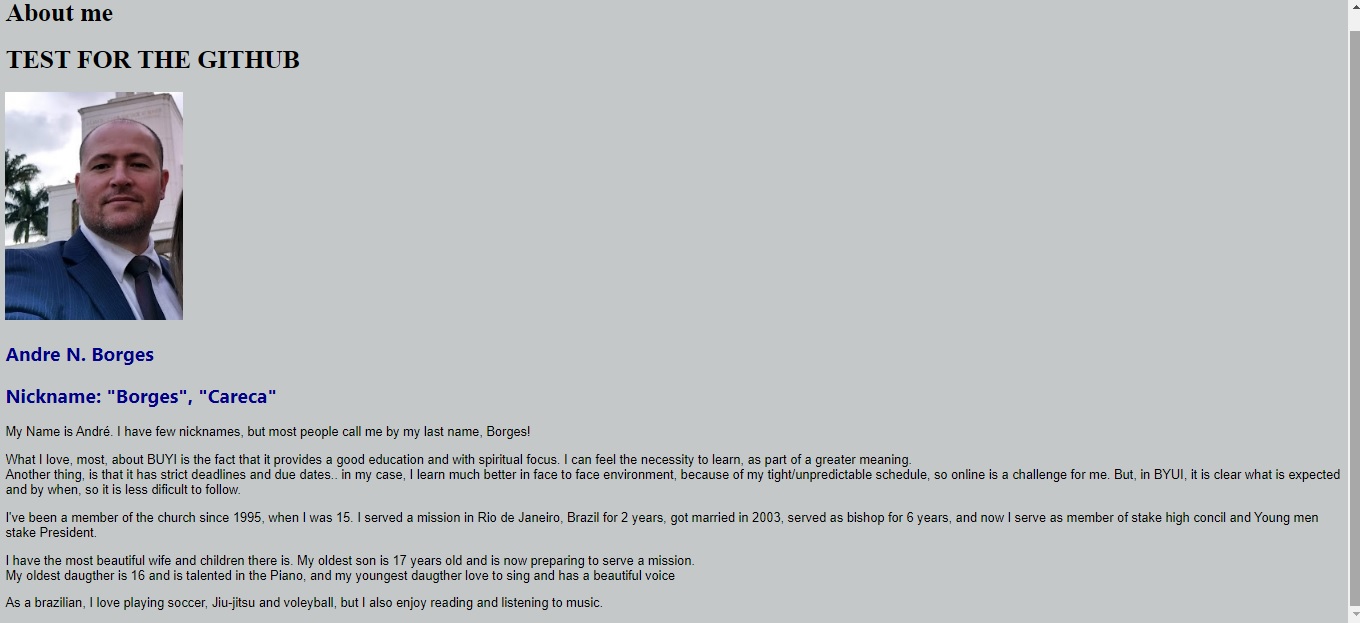 About me
TEST FOR THE GITHUB
Andre N. Borges
Nickname: "Borges", "Careca"
My Name is André. I have few nicknames, but most people call me by my last name, Borges!
What I love, most, about BUYI is the fact that it provides a good education and with spiritual focus. I can feel the necessity to learn, as part of a greater meaning.
Another thing, is that it has strict deadlines and due dates.. in my case, I learn much better in face to face environment, because of my tight/unpredictable schedule, so online is a challenge for me. But, in BYUI, it is clear what is expected
and by when, so it is less dificult to follow.
I've been a member of the church since 1995, when I was 15. I served a mission in Rio de Janeiro, Brazil for 2 years, got married in 2003, served as bishop for 6 years, and now I serve as member of stake high concil and Young men
stake President.
I have the most beautiful wife and children there is. My oldest son is 17 years old and is now preparing to serve a mission.
My oldest daugther is 16 and is talented in the Piano, and my youngest daugther love to sing and has a beautiful voice
As a brazilian, I love playing soccer, Jiu-jitsu and voleyball, but I also enjoy reading and listening to music.